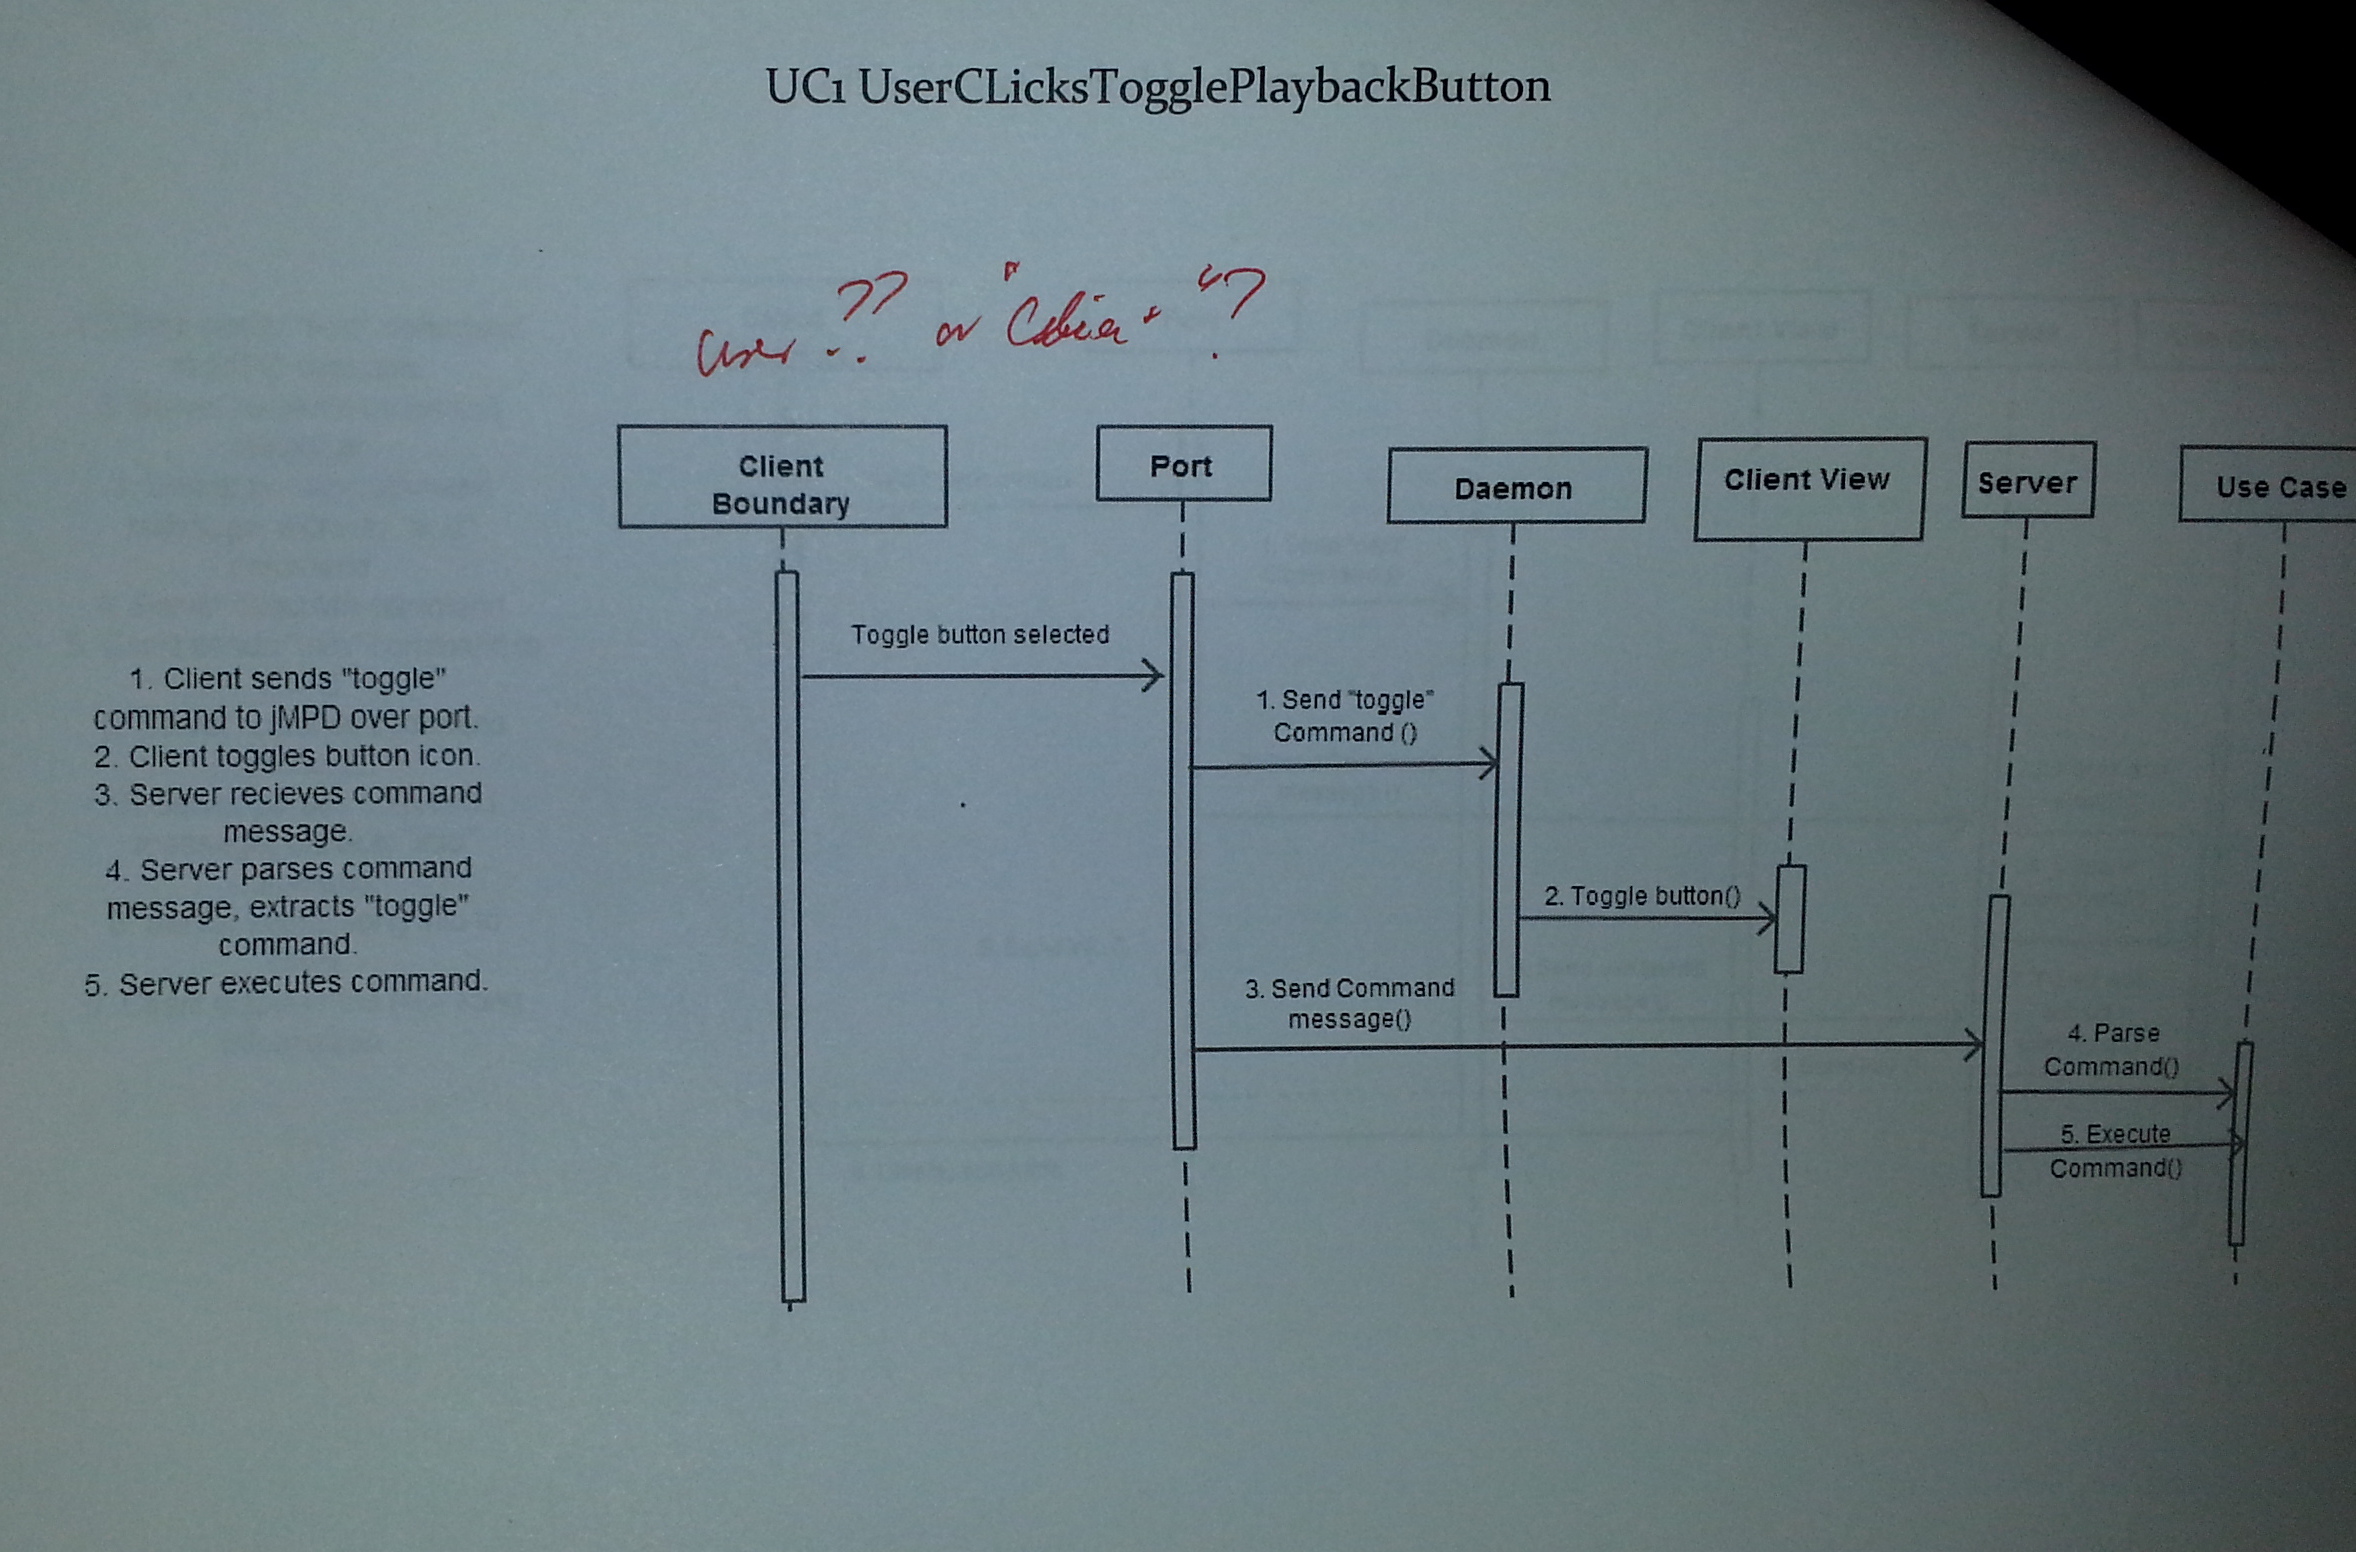 UC1 UserCLicksTogglePlaybackButton
user ?? or "Client"?
Client
Boundary
Port
Daemon
Client View
Server
Use Case
Toggle button selected
1. Send "toggle"
Command ()
2. Toggle button()
3. Send Command
message()
4. Parse
Command()
5. Execute
Command()
1. Client sends "toggle"
command to jMPD over port.
2. Client toggles button icon.
3. Server recieves command
message.
4. Server parses command
message, extracts "toggle"
command.
5. Server executes command.